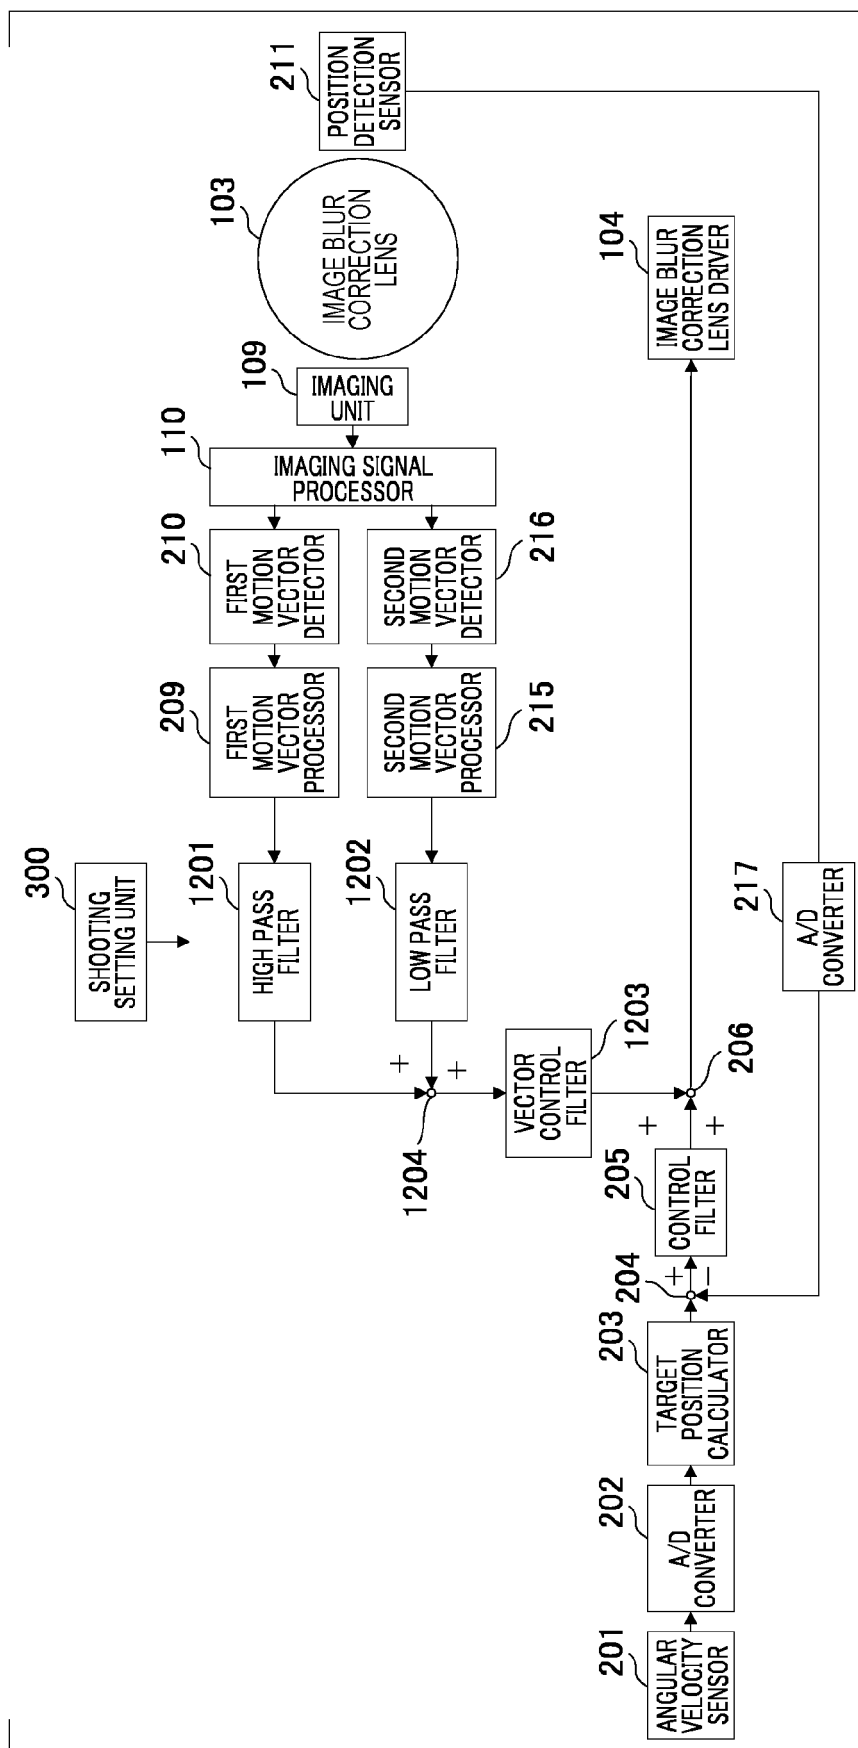 300
SHOOTING
SETTING UNIT
1201
HIGH PASS
FILTER
209
FIRST
MOTION
VECTOR
PROCESSOR
210
FIRST
MOTION
VECTOR
DETECTOR
110
IMAGING SIGNAL
PROCESSOR
109
IMAGING
UNIT
103
IMAGE BLUR
CORRECTION
LENS
211
POSITION
DETECTION
SENSOR
1202
LOW PASS
FILTER
SECOND
MOTION
VECTOR
PROCESSOR
215
SECOND
MOTION
VECTOR
DETECTOR
216
+
+
1204
VECTOR
CONTROL
FILTER
1203
201
ANGULAR
VELOCITY
SENSOR
202
A/D
CONVERTER
203
TARGET
POSITION
CALCULATOR
204
+
−
205
CONTROL
FILTER
+
+
206
104
IMAGE BLUR
CORRECTION
LENS DRIVER
217
A/D
CONVERTER